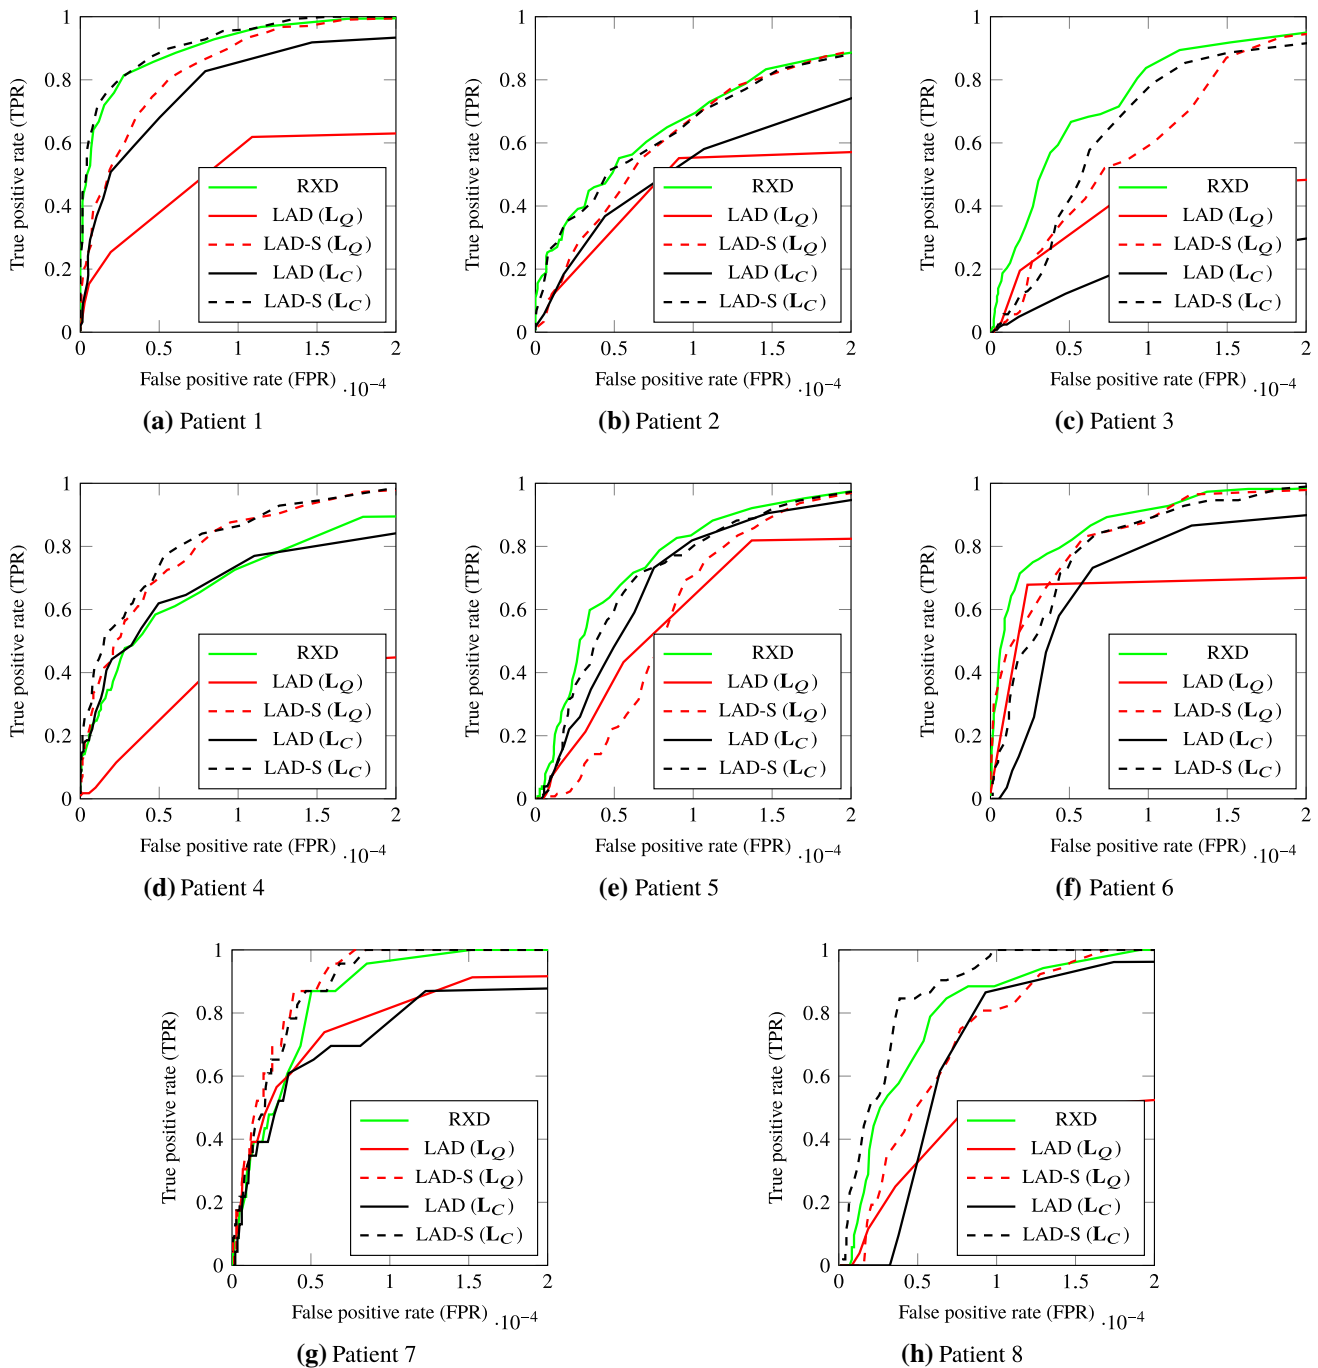 True positive rate (TPR)
1
0.8
0.6
0.4
0.2
0
0 0.5 1 1.5 2
False positive rate (FPR) ·10⁻⁴
RXD
LAD (L_Q)
LAD-S (L_Q)
LAD (L_C)
LAD-S (L_C)
(a) Patient 1
True positive rate (TPR)
1
0.8
0.6
0.4
0.2
0
0 0.5 1 1.5 2
False positive rate (FPR) ·10⁻⁴
RXD
LAD (L_Q)
LAD-S (L_Q)
LAD (L_C)
LAD-S (L_C)
(b) Patient 2
True positive rate (TPR)
1
0.8
0.6
0.4
0.2
0
0 0.5 1 1.5 2
False positive rate (FPR) ·10⁻⁴
RXD
LAD (L_Q)
LAD-S (L_Q)
LAD (L_C)
LAD-S (L_C)
(c) Patient 3
True positive rate (TPR)
1
0.8
0.6
0.4
0.2
0
0 0.5 1 1.5 2
False positive rate (FPR) ·10⁻⁴
RXD
LAD (L_Q)
LAD-S (L_Q)
LAD (L_C)
LAD-S (L_C)
(d) Patient 4
True positive rate (TPR)
1
0.8
0.6
0.4
0.2
0
0 0.5 1 1.5 2
False positive rate (FPR) ·10⁻⁴
RXD
LAD (L_Q)
LAD-S (L_Q)
LAD (L_C)
LAD-S (L_C)
(e) Patient 5
True positive rate (TPR)
1
0.8
0.6
0.4
0.2
0
0 0.5 1 1.5 2
False positive rate (FPR) ·10⁻⁴
RXD
LAD (L_Q)
LAD-S (L_Q)
LAD (L_C)
LAD-S (L_C)
(f) Patient 6
True positive rate (TPR)
1
0.8
0.6
0.4
0.2
0
0 0.5 1 1.5 2
False positive rate (FPR) ·10⁻⁴
RXD
LAD (L_Q)
LAD-S (L_Q)
LAD (L_C)
LAD-S (L_C)
(g) Patient 7
True positive rate (TPR)
1
0.8
0.6
0.4
0.2
0
0 0.5 1 1.5 2
False positive rate (FPR) ·10⁻⁴
RXD
LAD (L_Q)
LAD-S (L_Q)
LAD (L_C)
LAD-S (L_C)
(h) Patient 8